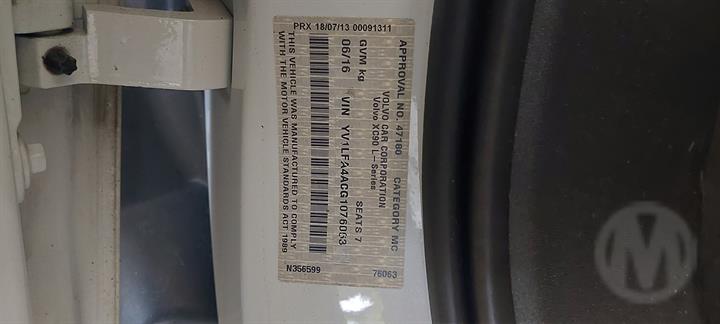 PRX 18/07/13 00091311
APPROVAL NO. 47180 CATEGORY MC
VOLVO CAR CORPORATION
Volvo XC90 L-Series
GVM kg SEATS 7
06/16 VIN YV1LFA4ACG1076063
THIS VEHICLE WAS MANUFACTURED TO COMPLY
WITH THE MOTOR VEHICLE STANDARDS ACT 1989
N356599
76063
M